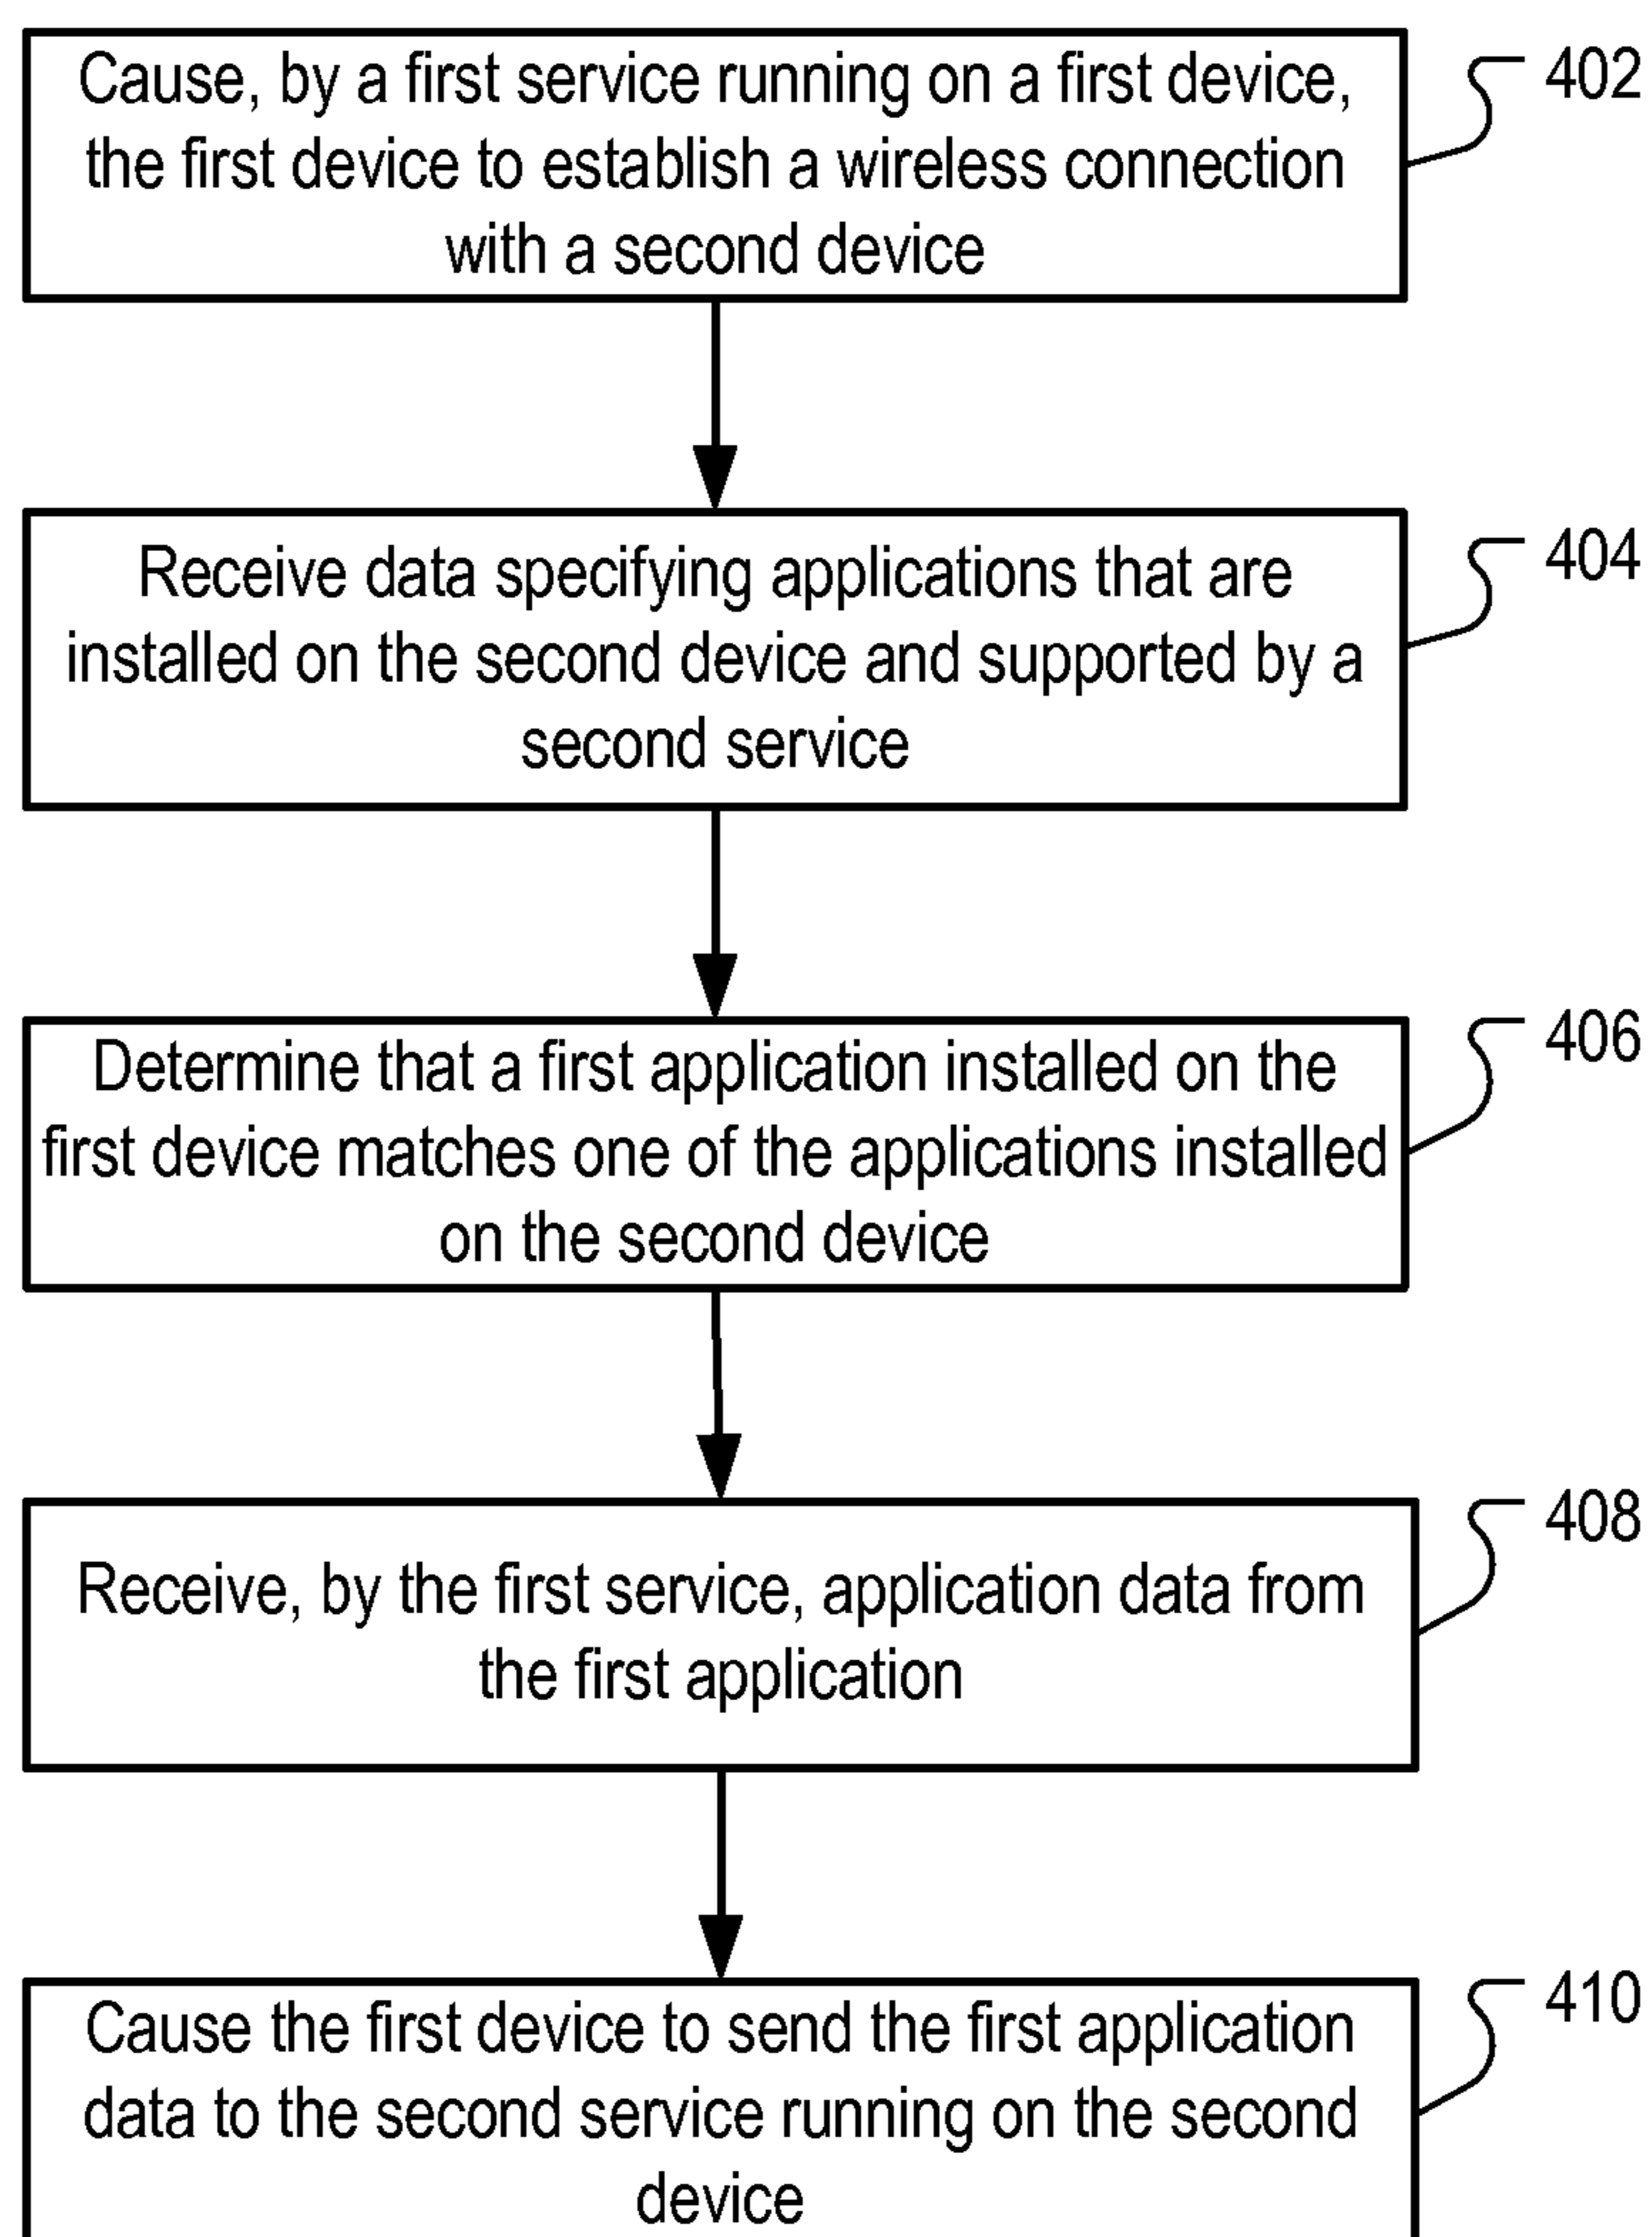 Cause, by a first service running on a first device,
the first device to establish a wireless connection
with a second device
402
Receive data specifying applications that are
installed on the second device and supported by a
second service
404
Determine that a first application installed on the
first device matches one of the applications installed
on the second device
406
Receive, by the first service, application data from
the first application
408
Cause the first device to send the first application
data to the second service running on the second
device
410